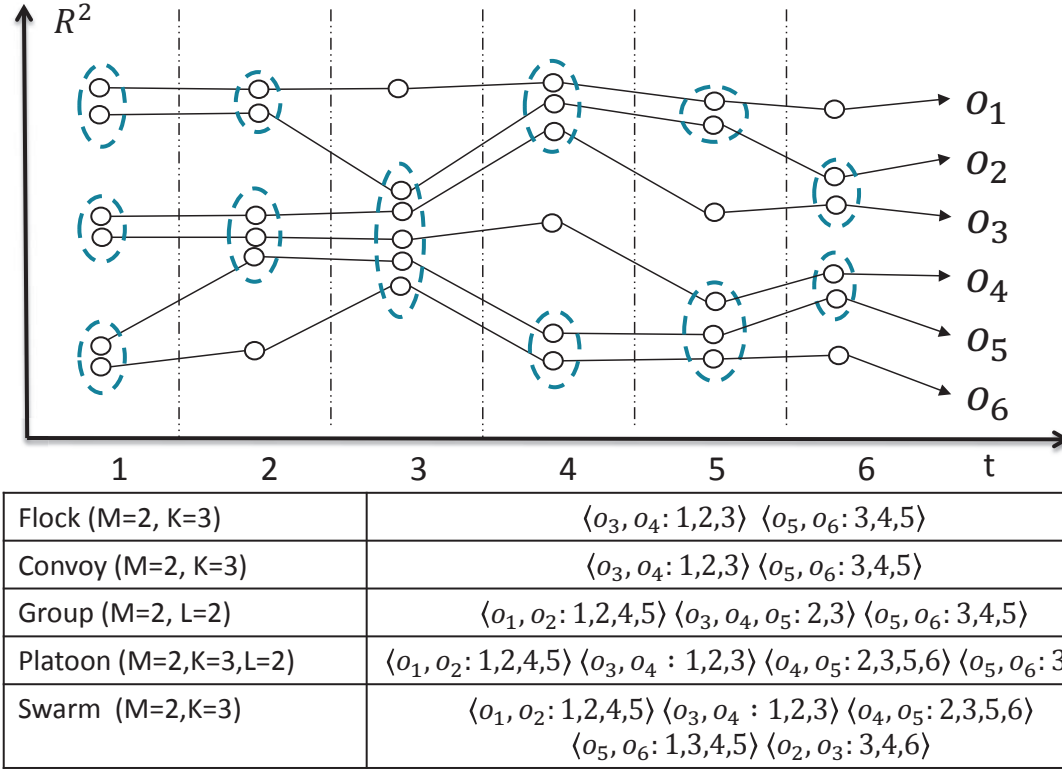 R²
o₁
o₂
o₃
o₄
o₅
o₆
1 2 3 4 5 6 t
Flock (M=2, K=3) ⟨o₃, o₄: 1,2,3⟩ ⟨o₅, o₆: 3,4,5⟩
Convoy (M=2, K=3) ⟨o₃, o₄: 1,2,3⟩ ⟨o₅, o₆: 3,4,5⟩
Group (M=2, L=2) ⟨o₁, o₂: 1,2,4,5⟩ ⟨o₃, o₄, o₅: 2,3⟩ ⟨o₅, o₆: 3,4,5⟩
Platoon (M=2,K=3,L=2) ⟨o₁, o₂: 1,2,4,5⟩ ⟨o₃, o₄ : 1,2,3⟩ ⟨o₄, o₅: 2,3,5,6⟩ ⟨o₅, o₆: 3
Swarm (M=2,K=3) ⟨o₁, o₂: 1,2,4,5⟩ ⟨o₃, o₄ : 1,2,3⟩ ⟨o₄, o₅: 2,3,5,6⟩
⟨o₅, o₆: 1,3,4,5⟩ ⟨o₂, o₃: 3,4,6⟩